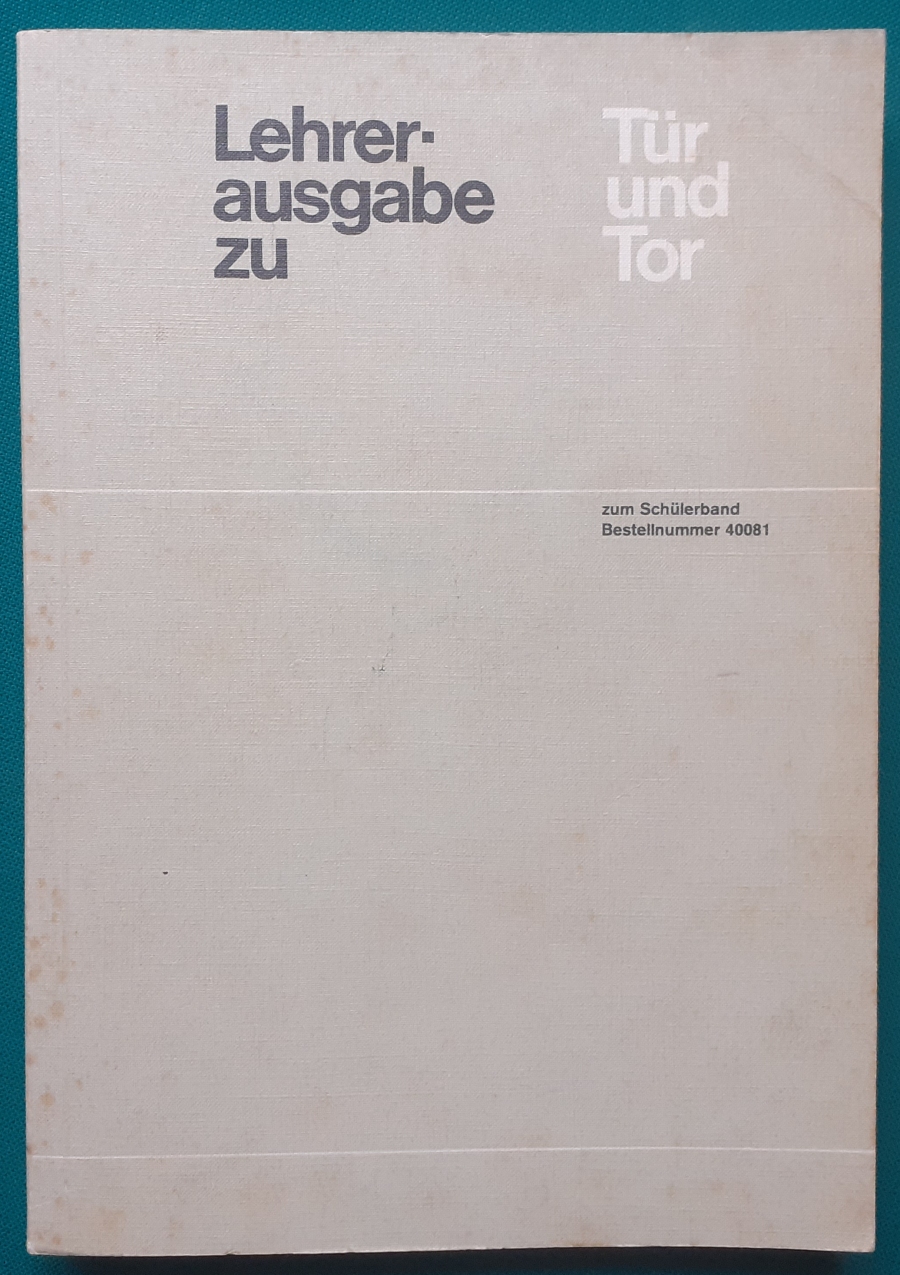 Lehrer-
ausgabe
zu
Tür
und
Tor
zum Schülerband
Bestellnummer 40081